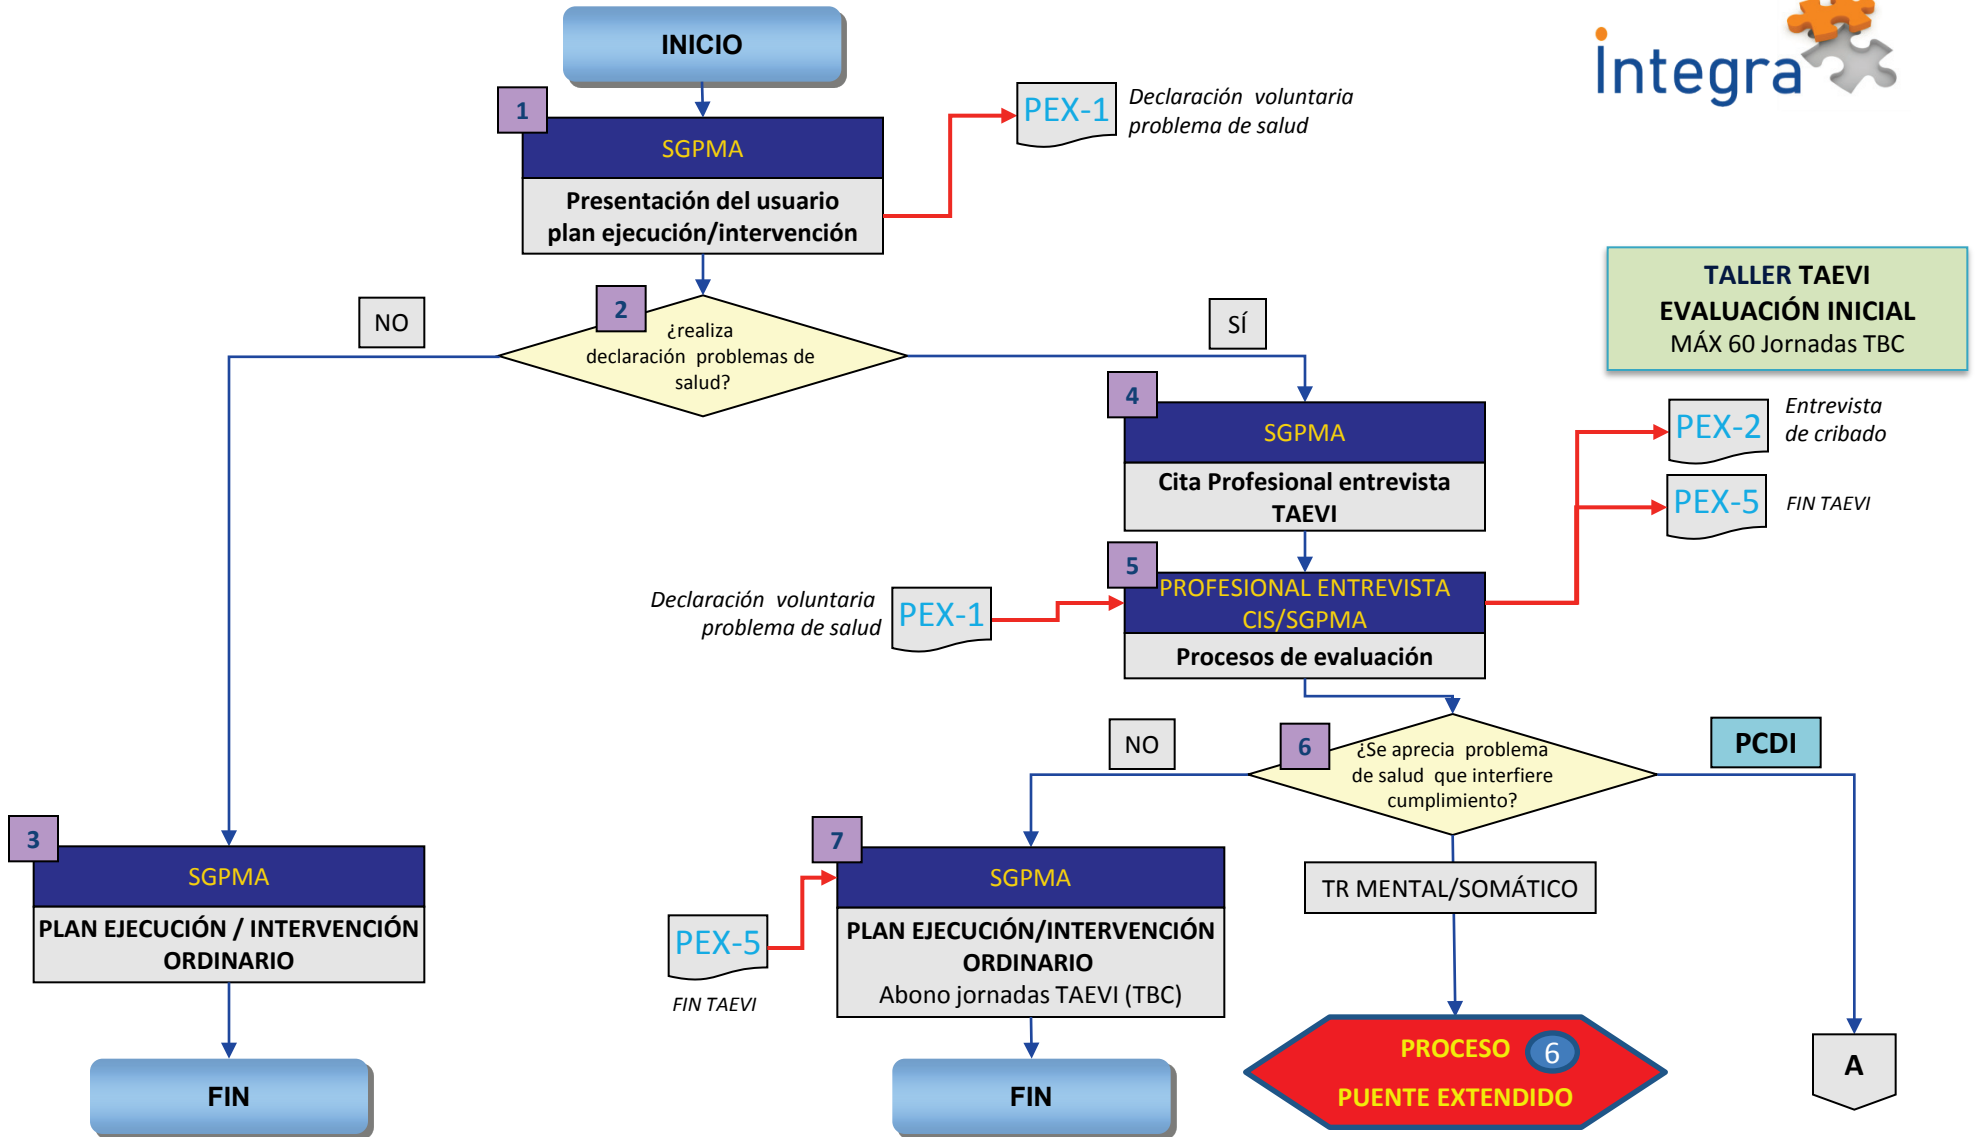 INICIO
integra
1
SGPMA
Presentación del usuario
plan ejecución/intervención
PEX-1
Declaración voluntaria
problema de salud
TALLER TAEVI
EVALUACIÓN INICIAL
MÁX 60 Jornadas TBC
NO
2
¿realiza
declaración problemas de
salud?
SÍ
4
SGPMA
Cita Profesional entrevista
TAEVI
PEX-2
Entrevista
de cribado
PEX-5
FIN TAEVI
5
PROFESIONAL ENTREVISTA
CIS/SGPMA
Procesos de evaluación
Declaración voluntaria
problema de salud
PEX-1
NO
6
¿Se aprecia problema
de salud que interfiere
cumplimiento?
PCDI
3
SGPMA
PLAN EJECUCIÓN / INTERVENCIÓN
ORDINARIO
7
SGPMA
PLAN EJECUCIÓN/INTERVENCIÓN
ORDINARIO
Abono jornadas TAEVI (TBC)
PEX-5
FIN TAEVI
TR MENTAL/SOMÁTICO
FIN
FIN
PROCESO 6
PUENTE EXTENDIDO
A